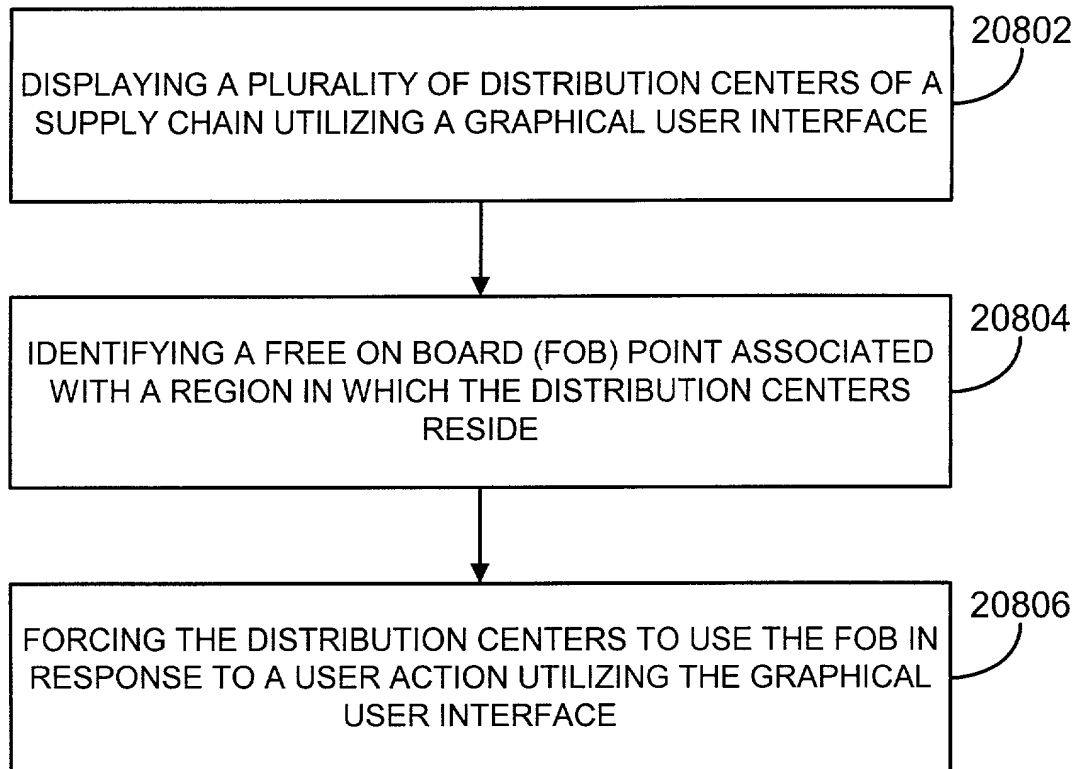 20802
DISPLAYING A PLURALITY OF DISTRIBUTION CENTERS OF A
SUPPLY CHAIN UTILIZING A GRAPHICAL USER INTERFACE
20804
IDENTIFYING A FREE ON BOARD (FOB) POINT ASSOCIATED
WITH A REGION IN WHICH THE DISTRIBUTION CENTERS
RESIDE
20806
FORCING THE DISTRIBUTION CENTERS TO USE THE FOB IN
RESPONSE TO A USER ACTION UTILIZING THE GRAPHICAL
USER INTERFACE